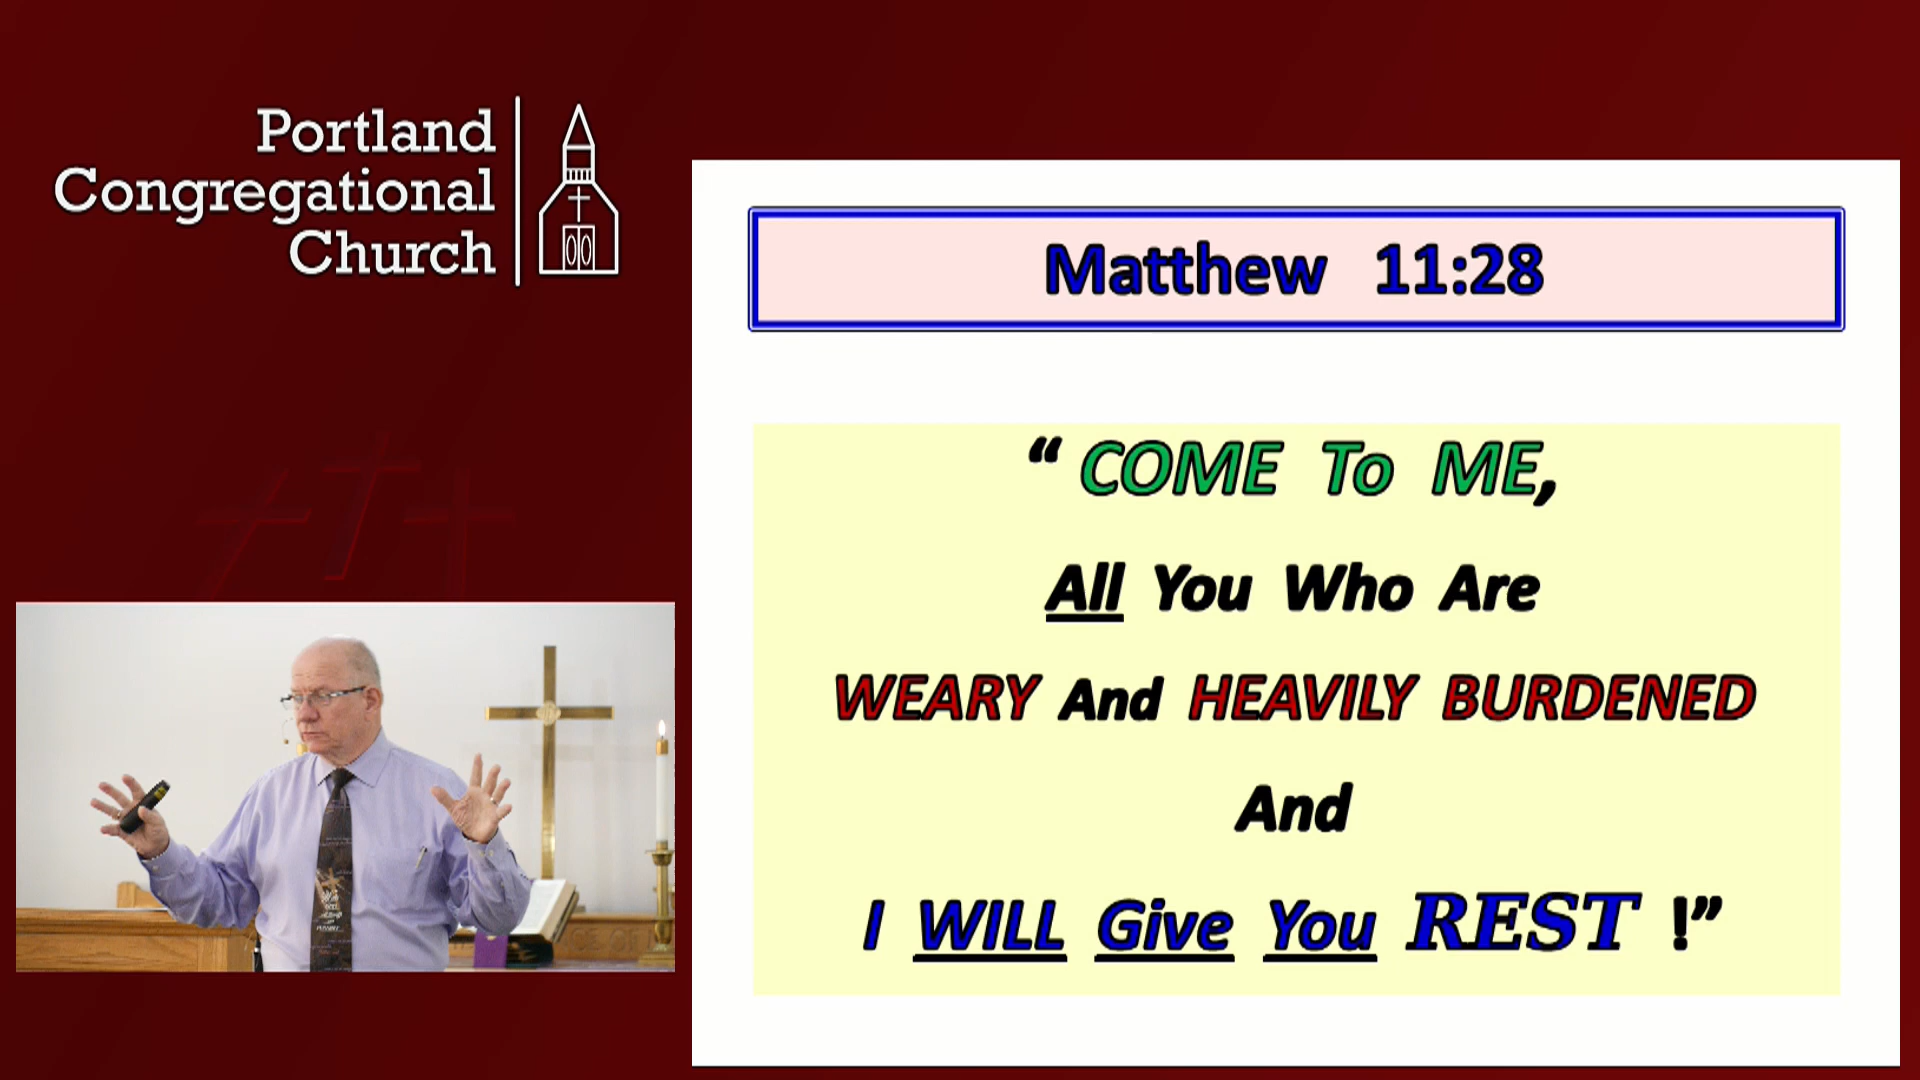 Portland
Congregational
Church
Matthew 11:28
“ COME To ME,
All You Who Are
WEARY And HEAVILY BURDENED
And
I WILL Give You REST !”